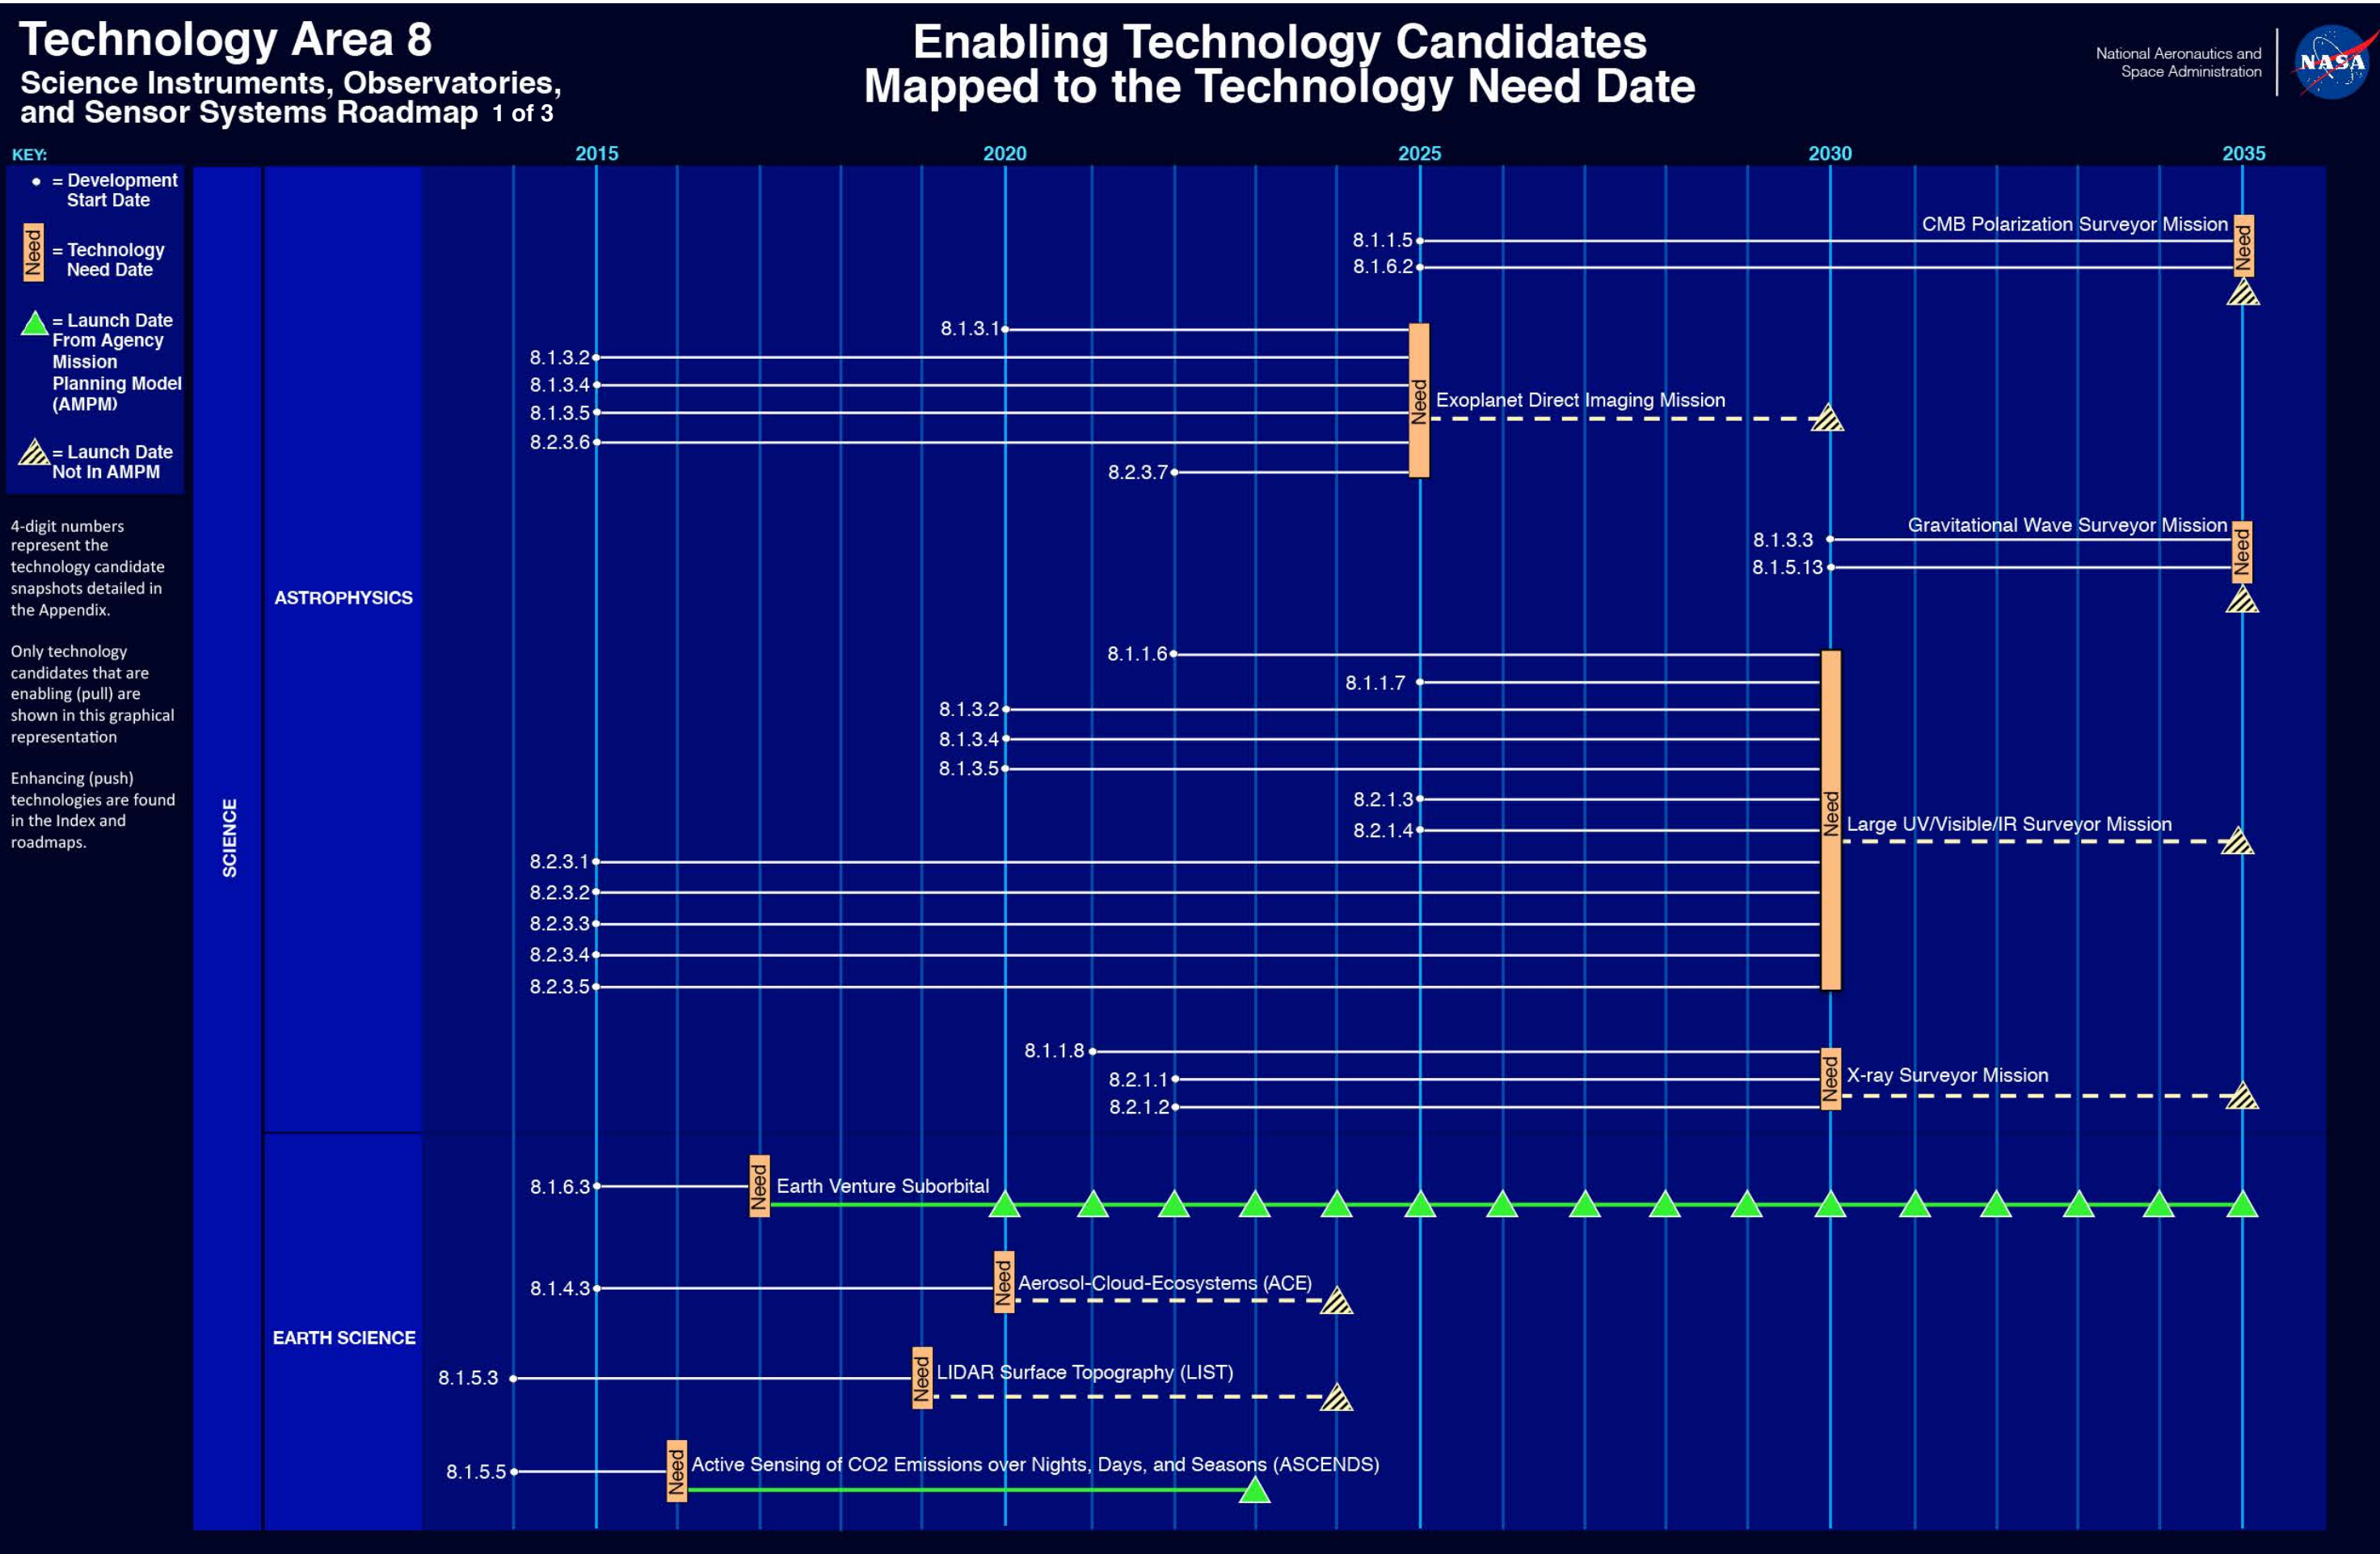 Technology Area 8
Science Instruments, Observatories,
and Sensor Systems Roadmap 1 of 3
Enabling Technology Candidates
Mapped to the Technology Need Date
National Aeronautics and
Space Administration
NASA
KEY:
= Development
Start Date
Need
= Technology
Need Date
= Launch Date
From Agency
Mission
Planning Model
(AMPM)
= Launch Date
Not In AMPM
4-digit numbers
represent the
technology candidate
snapshots detailed in
the Appendix.
Only technology
candidates that are
enabling (pull) are
shown in this graphical
representation
Enhancing (push)
technologies are found
in the Index and
roadmaps.
2015 2020 2025 2030 2035
SCIENCE
ASTROPHYSICS
CMB Polarization Surveyor Mission
8.1.1.5
8.1.6.2
Need
8.1.3.1
8.1.3.2
8.1.3.4
8.1.3.5
8.2.3.6
8.2.3.7
Need
Exoplanet Direct Imaging Mission
Gravitational Wave Surveyor Mission
8.1.3.3
8.1.5.13
Need
8.1.1.6
8.1.1.7
8.1.3.2
8.1.3.4
8.1.3.5
8.2.1.3
8.2.1.4
8.2.3.1
8.2.3.2
8.2.3.3
8.2.3.4
8.2.3.5
Need
Large UV/Visible/IR Surveyor Mission
8.1.1.8
8.2.1.1
8.2.1.2
Need
X-ray Surveyor Mission
EARTH SCIENCE
8.1.6.3
Need
Earth Venture Suborbital
8.1.4.3
Need
Aerosol-Cloud-Ecosystems (ACE)
8.1.5.3
Need
LIDAR Surface Topography (LIST)
8.1.5.5
Need
Active Sensing of CO2 Emissions over Nights, Days, and Seasons (ASCENDS)